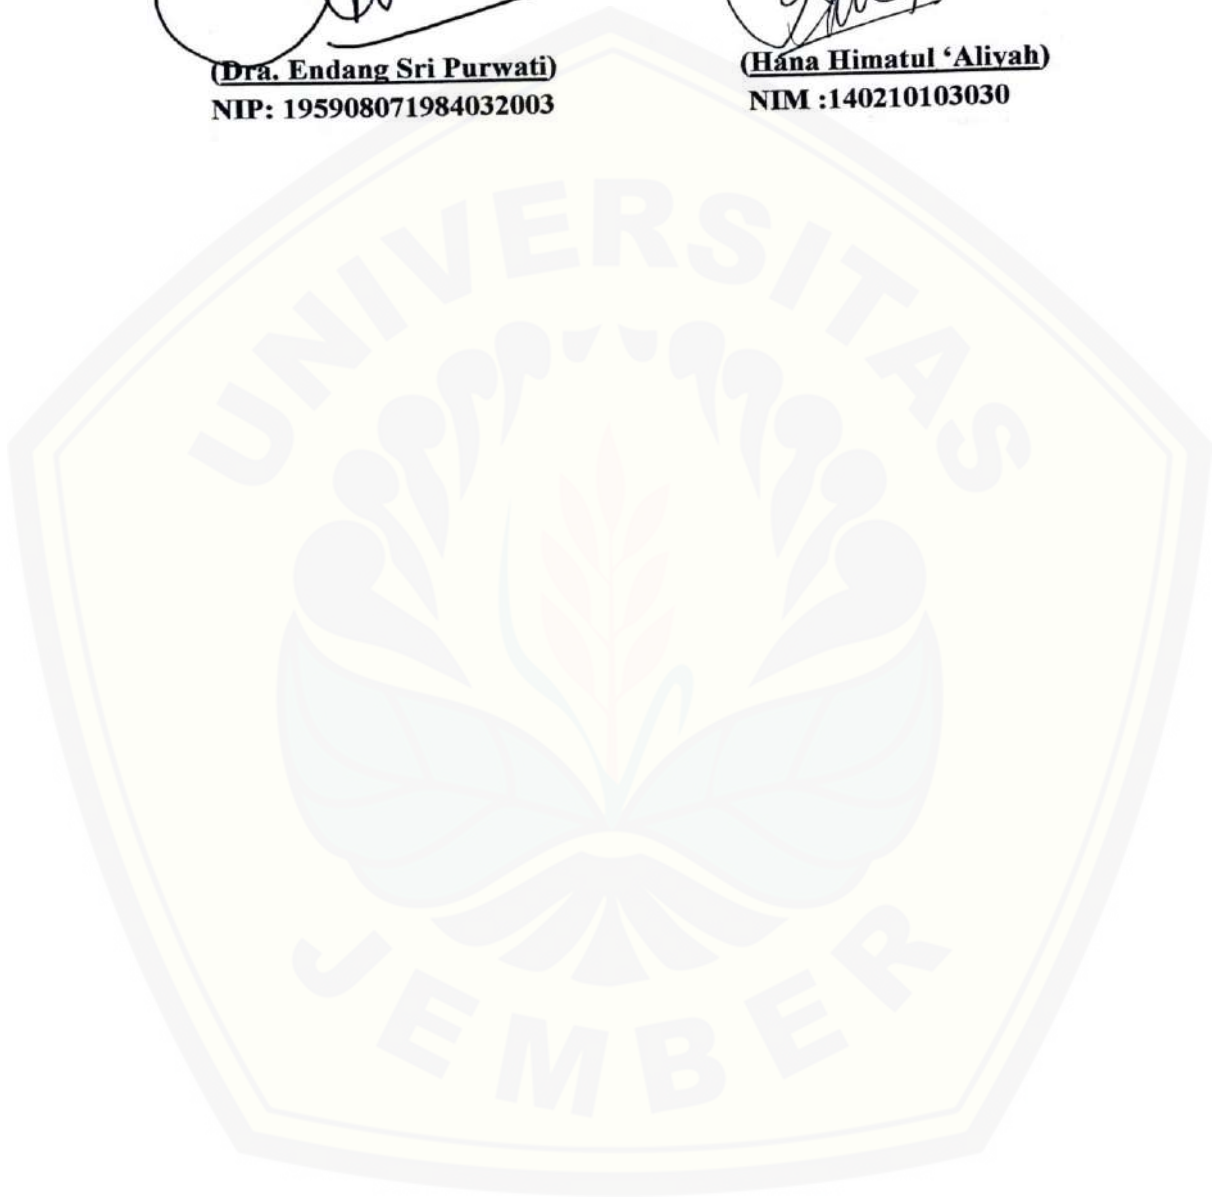 (Dra. Endang Sri Purwati)
NIP: 195908071984032003
(Hana Himatul ‘Aliyah)
NIM :140210103030
UNIVERSITAS
JEMBER